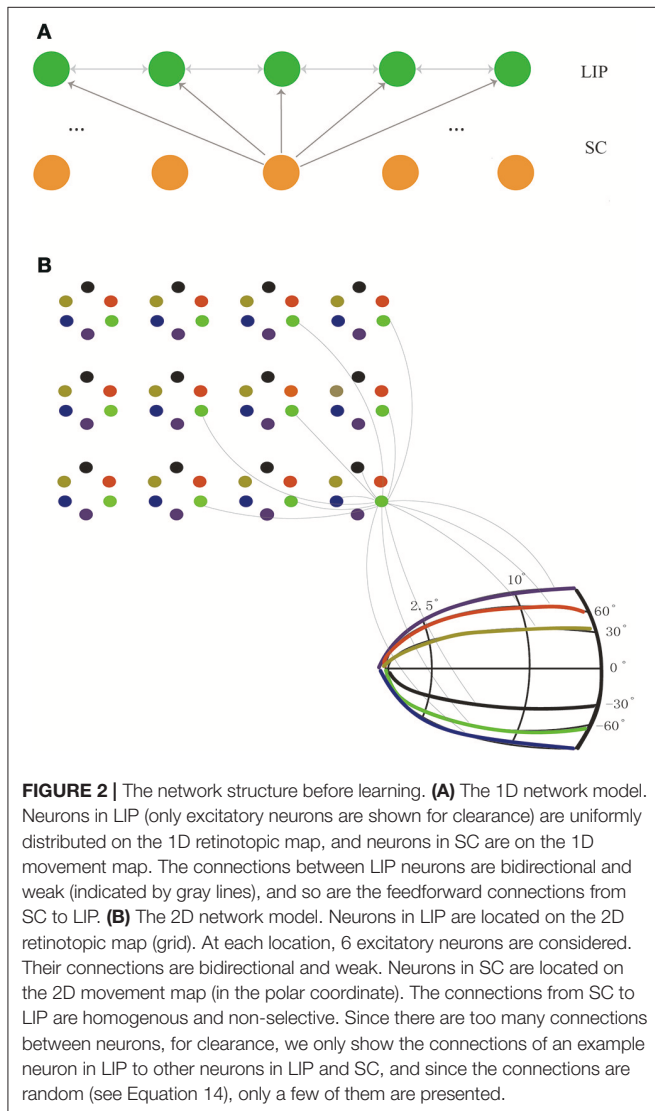 A
LIP
...
...
SC
B
10°
2.5°
60°
30°
0°
-30°
-60°
FIGURE 2 | The network structure before learning. (A) The 1D network model.
Neurons in LIP (only excitatory neurons are shown for clearance) are uniformly
distributed on the 1D retinotopic map, and neurons in SC are on the 1D
movement map. The connections between LIP neurons are bidirectional and
weak (indicated by gray lines), and so are the feedforward connections from
SC to LIP. (B) The 2D network model. Neurons in LIP are located on the 2D
retinotopic map (grid). At each location, 6 excitatory neurons are considered.
Their connections are bidirectional and weak. Neurons in SC are located on
the 2D movement map (in the polar coordinate). The connections from SC to
LIP are homogenous and non-selective. Since there are too many connections
between neurons, for clearance, we only show the connections of an example
neuron in LIP to other neurons in LIP and SC, and since the connections are
random (see Equation 14), only a few of them are presented.